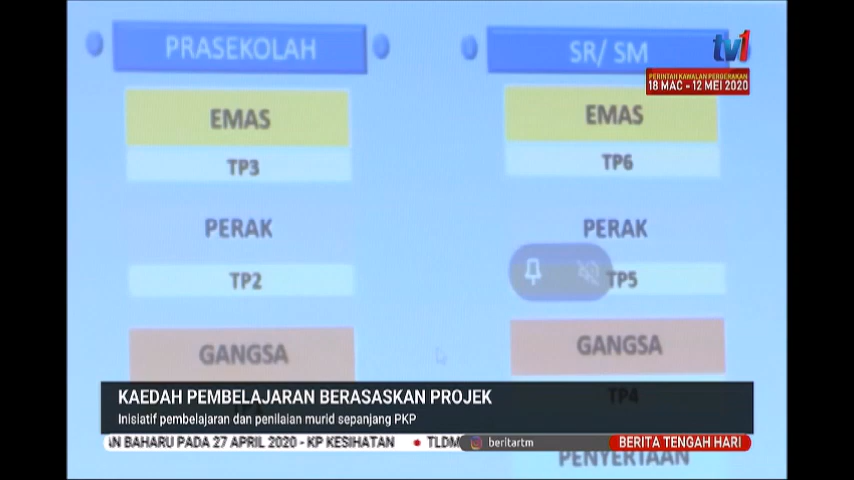 PRASEKOLAH
SR/ SM
tv1
PERINTAH KAWALAN PERGERAKAN
18 MAC - 12 MEI 2020
EMAS
TP3
EMAS
TP6
PERAK
TP2
PERAK
TP5
GANGSA
TP1
GANGSA
TP4
PENYERTAAN
KAEDAH PEMBELAJARAN BERASASKAN PROJEK
Inisiatif pembelajaran dan penilaian murid sepanjang PKP
AN BAHARU PADA 27 APRIL 2020 - KP KESIHATAN • TLDM
beritartm
BERITA TENGAH HARI